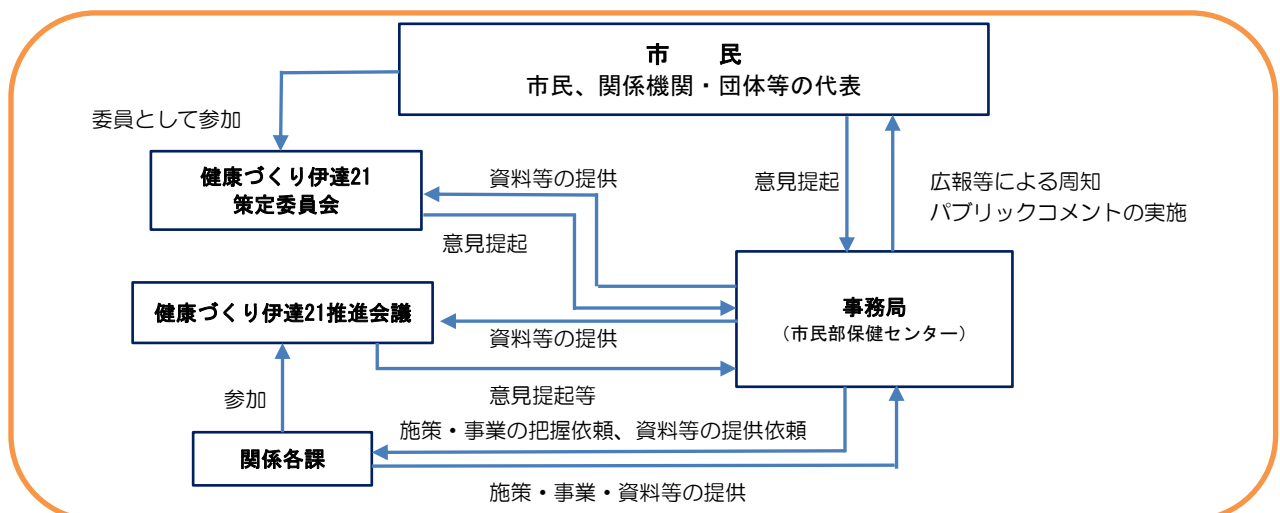 市　　民
市民、関係機関・団体等の代表
委員として参加
健康づくり伊達21
策定委員会
資料等の提供
意見提起
意見提起
広報等による周知
パブリックコメントの実施
健康づくり伊達21推進会議
資料等の提供
事務局
（市民部保健センター）
参加
意見提起等
施策・事業の把握依頼、資料等の提供依頼
関係各課
施策・事業・資料等の提供